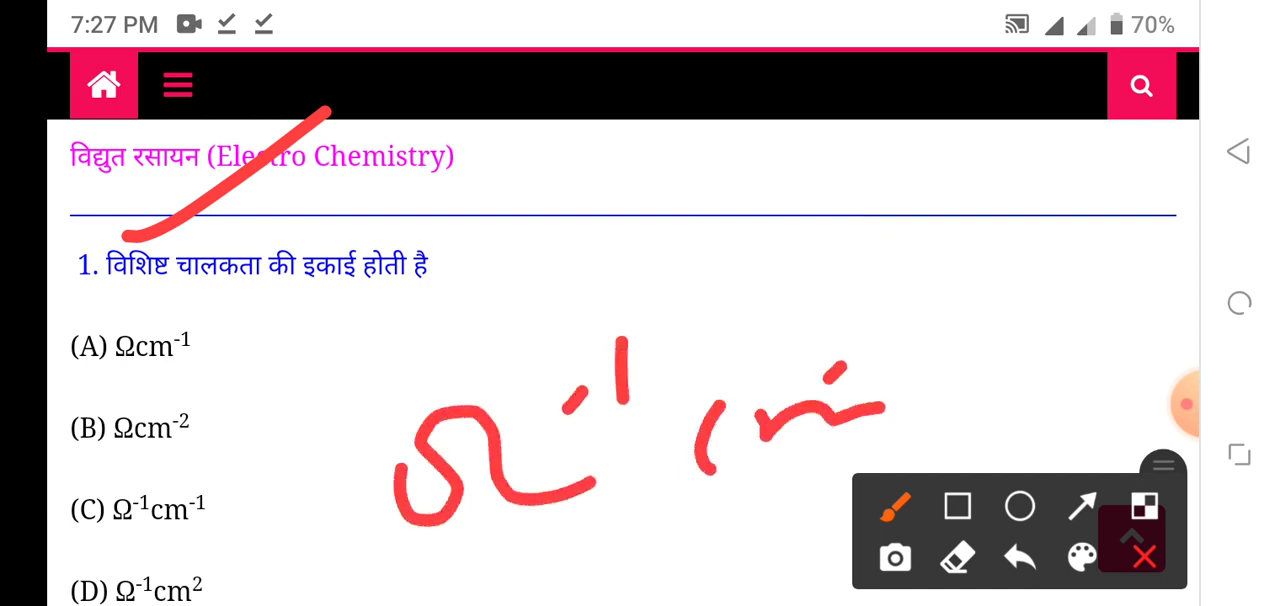 7:27 PM 70%
विद्युत रसायन (Electro Chemistry)
1. विशिष्ट चालकता की इकाई होती है
(A) Ωcm⁻¹
(B) Ωcm⁻²
(C) Ω⁻¹cm⁻¹
(D) Ω⁻¹cm²
Ω⁻¹ cm⁻